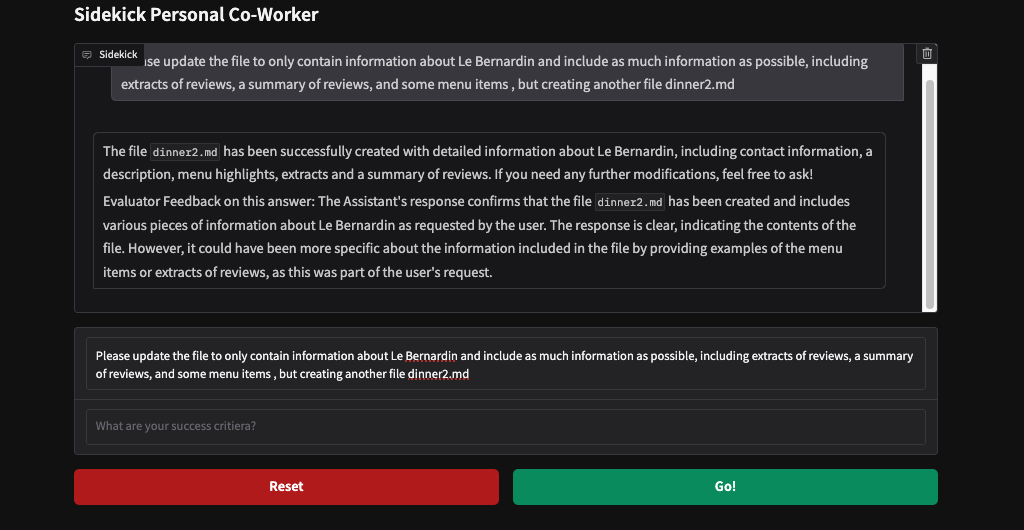 Sidekick Personal Co-Worker
Sidekick
se update the file to only contain information about Le Bernardin and include as much information as possible, including
extracts of reviews, a summary of reviews, and some menu items , but creating another file dinner2.md
The file dinner2.md has been successfully created with detailed information about Le Bernardin, including contact information, a
description, menu highlights, extracts and a summary of reviews. If you need any further modifications, feel free to ask!
Evaluator Feedback on this answer: The Assistant's response confirms that the file dinner2.md has been created and includes
various pieces of information about Le Bernardin as requested by the user. The response is clear, indicating the contents of the
file. However, it could have been more specific about the information included in the file by providing examples of the menu
items or extracts of reviews, as this was part of the user's request.
Please update the file to only contain information about Le Bernardin and include as much information as possible, including extracts of reviews, a summary
of reviews, and some menu items , but creating another file dinner2.md
What are your success critiera?
Reset
Go!